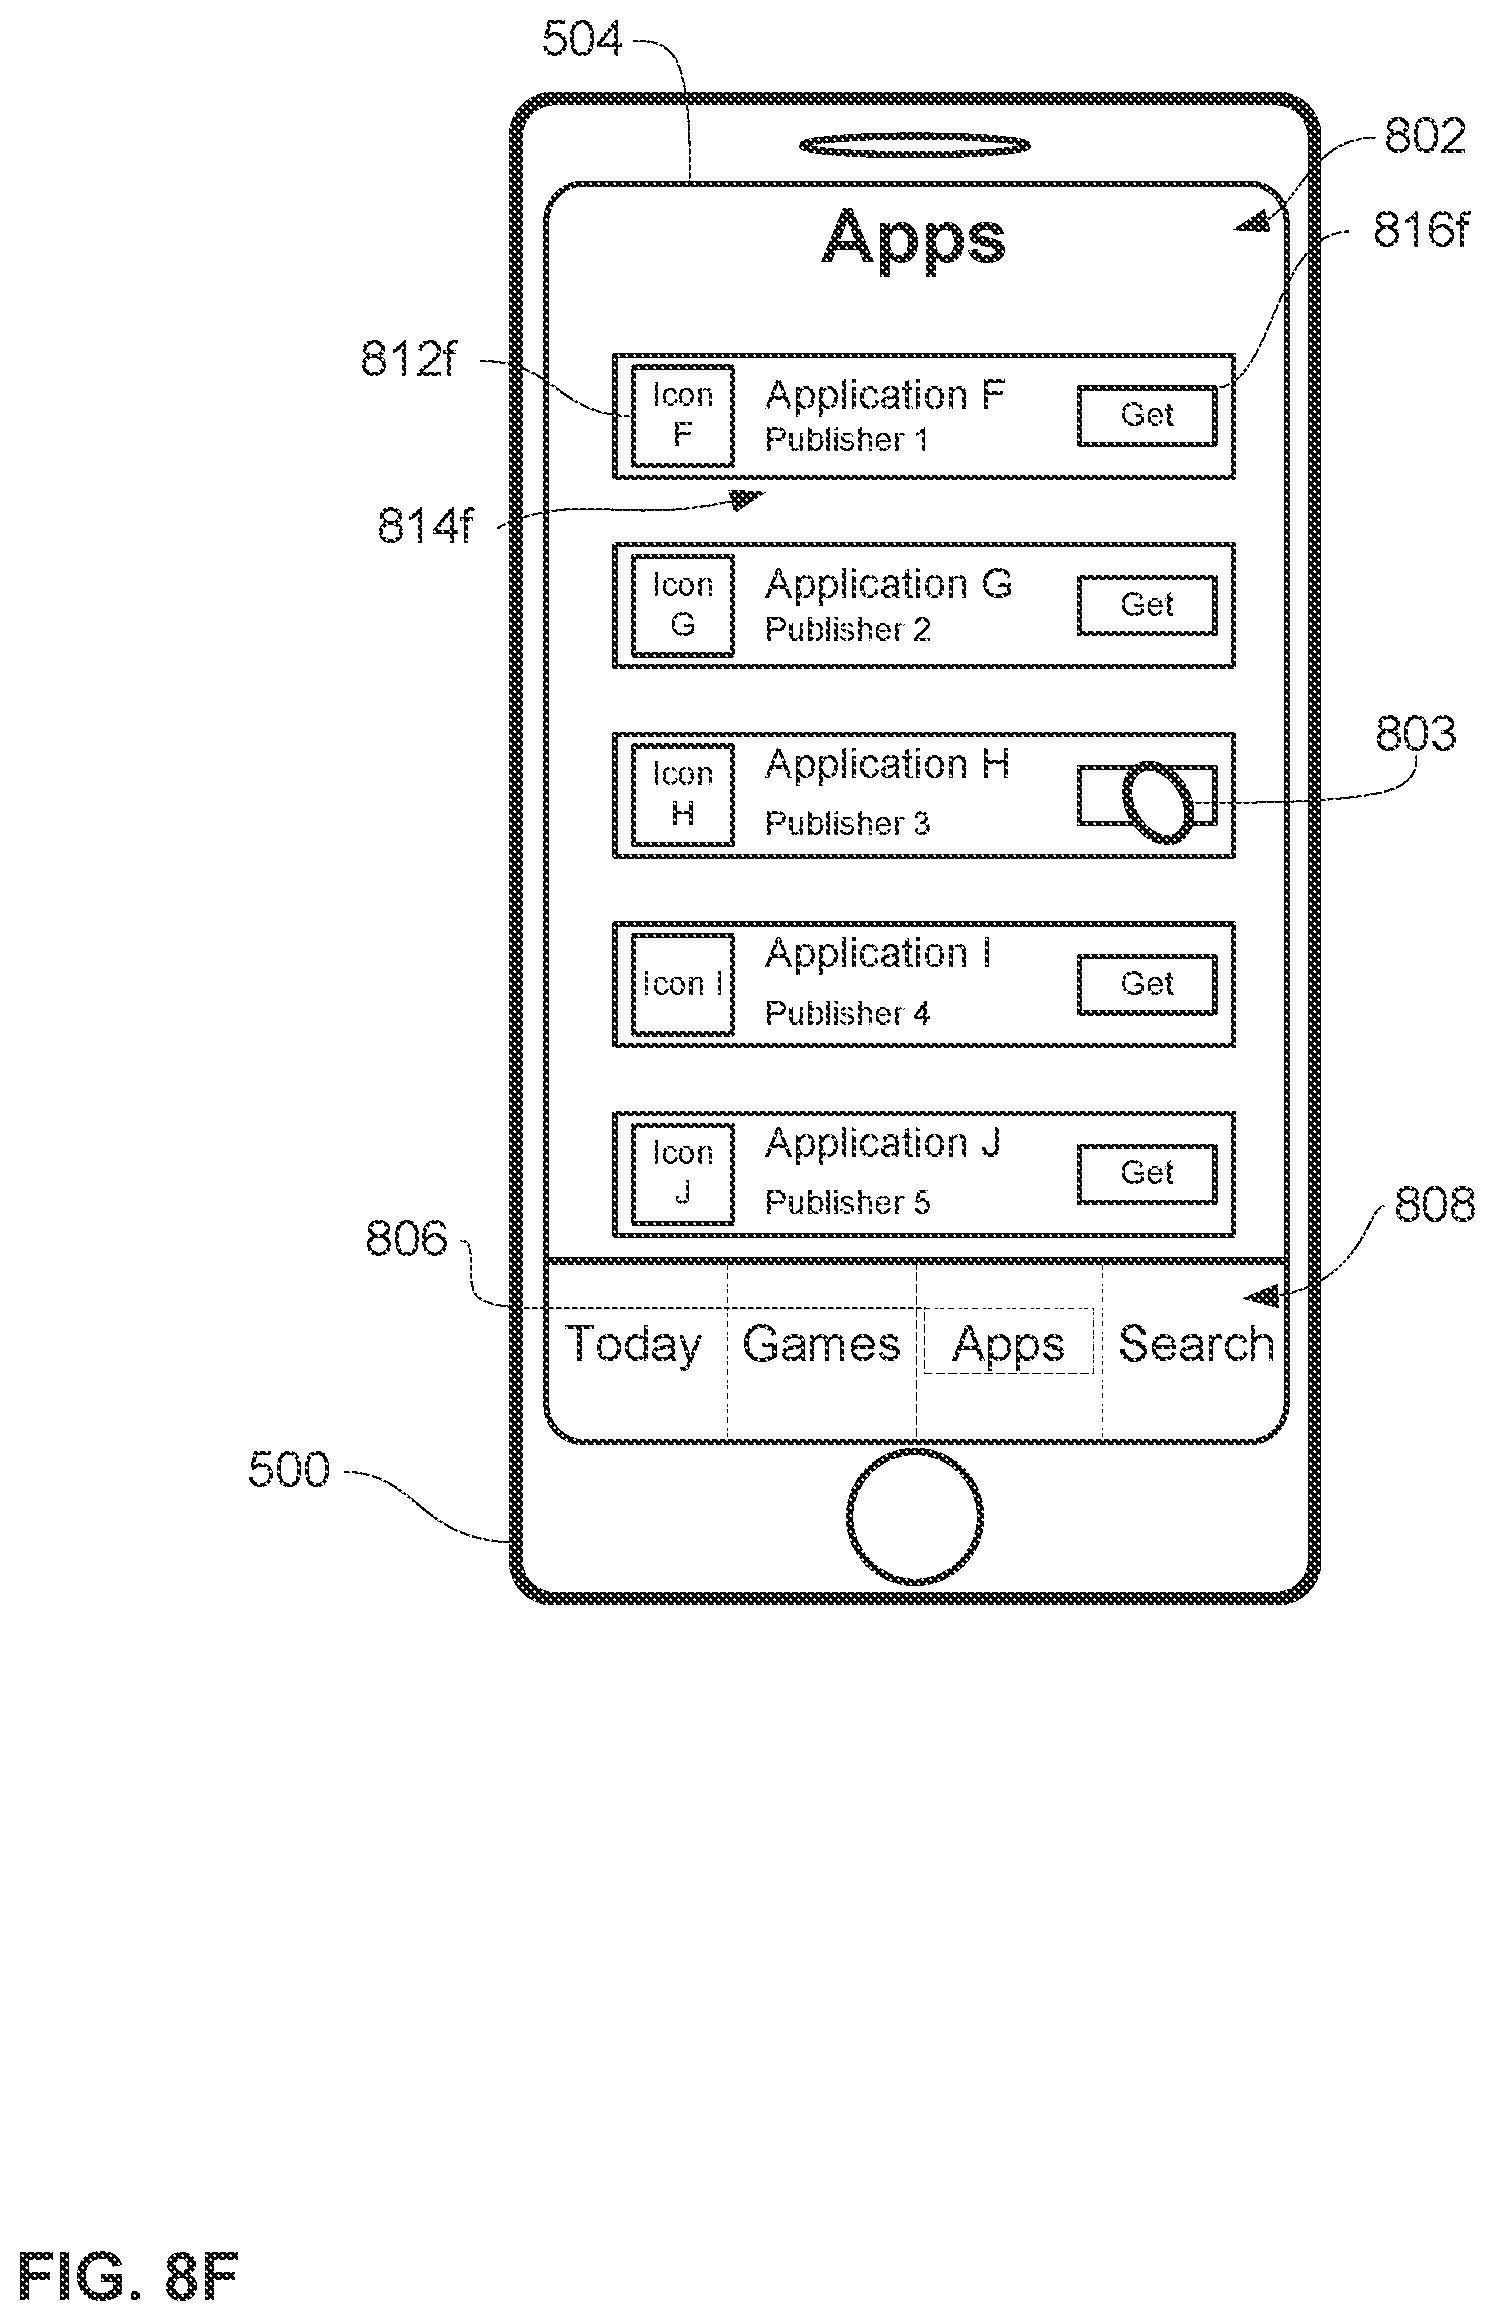 504
802
Apps
816f
812f
Icon
F
Application F
Publisher 1
Get
814f
Icon
G
Application G
Publisher 2
Get
803
Icon
H
Application H
Publisher 3
Icon I
Application I
Publisher 4
Get
Icon
J
Application J
Publisher 5
Get
808
806
Today Games Apps Search
500
FIG. 8F